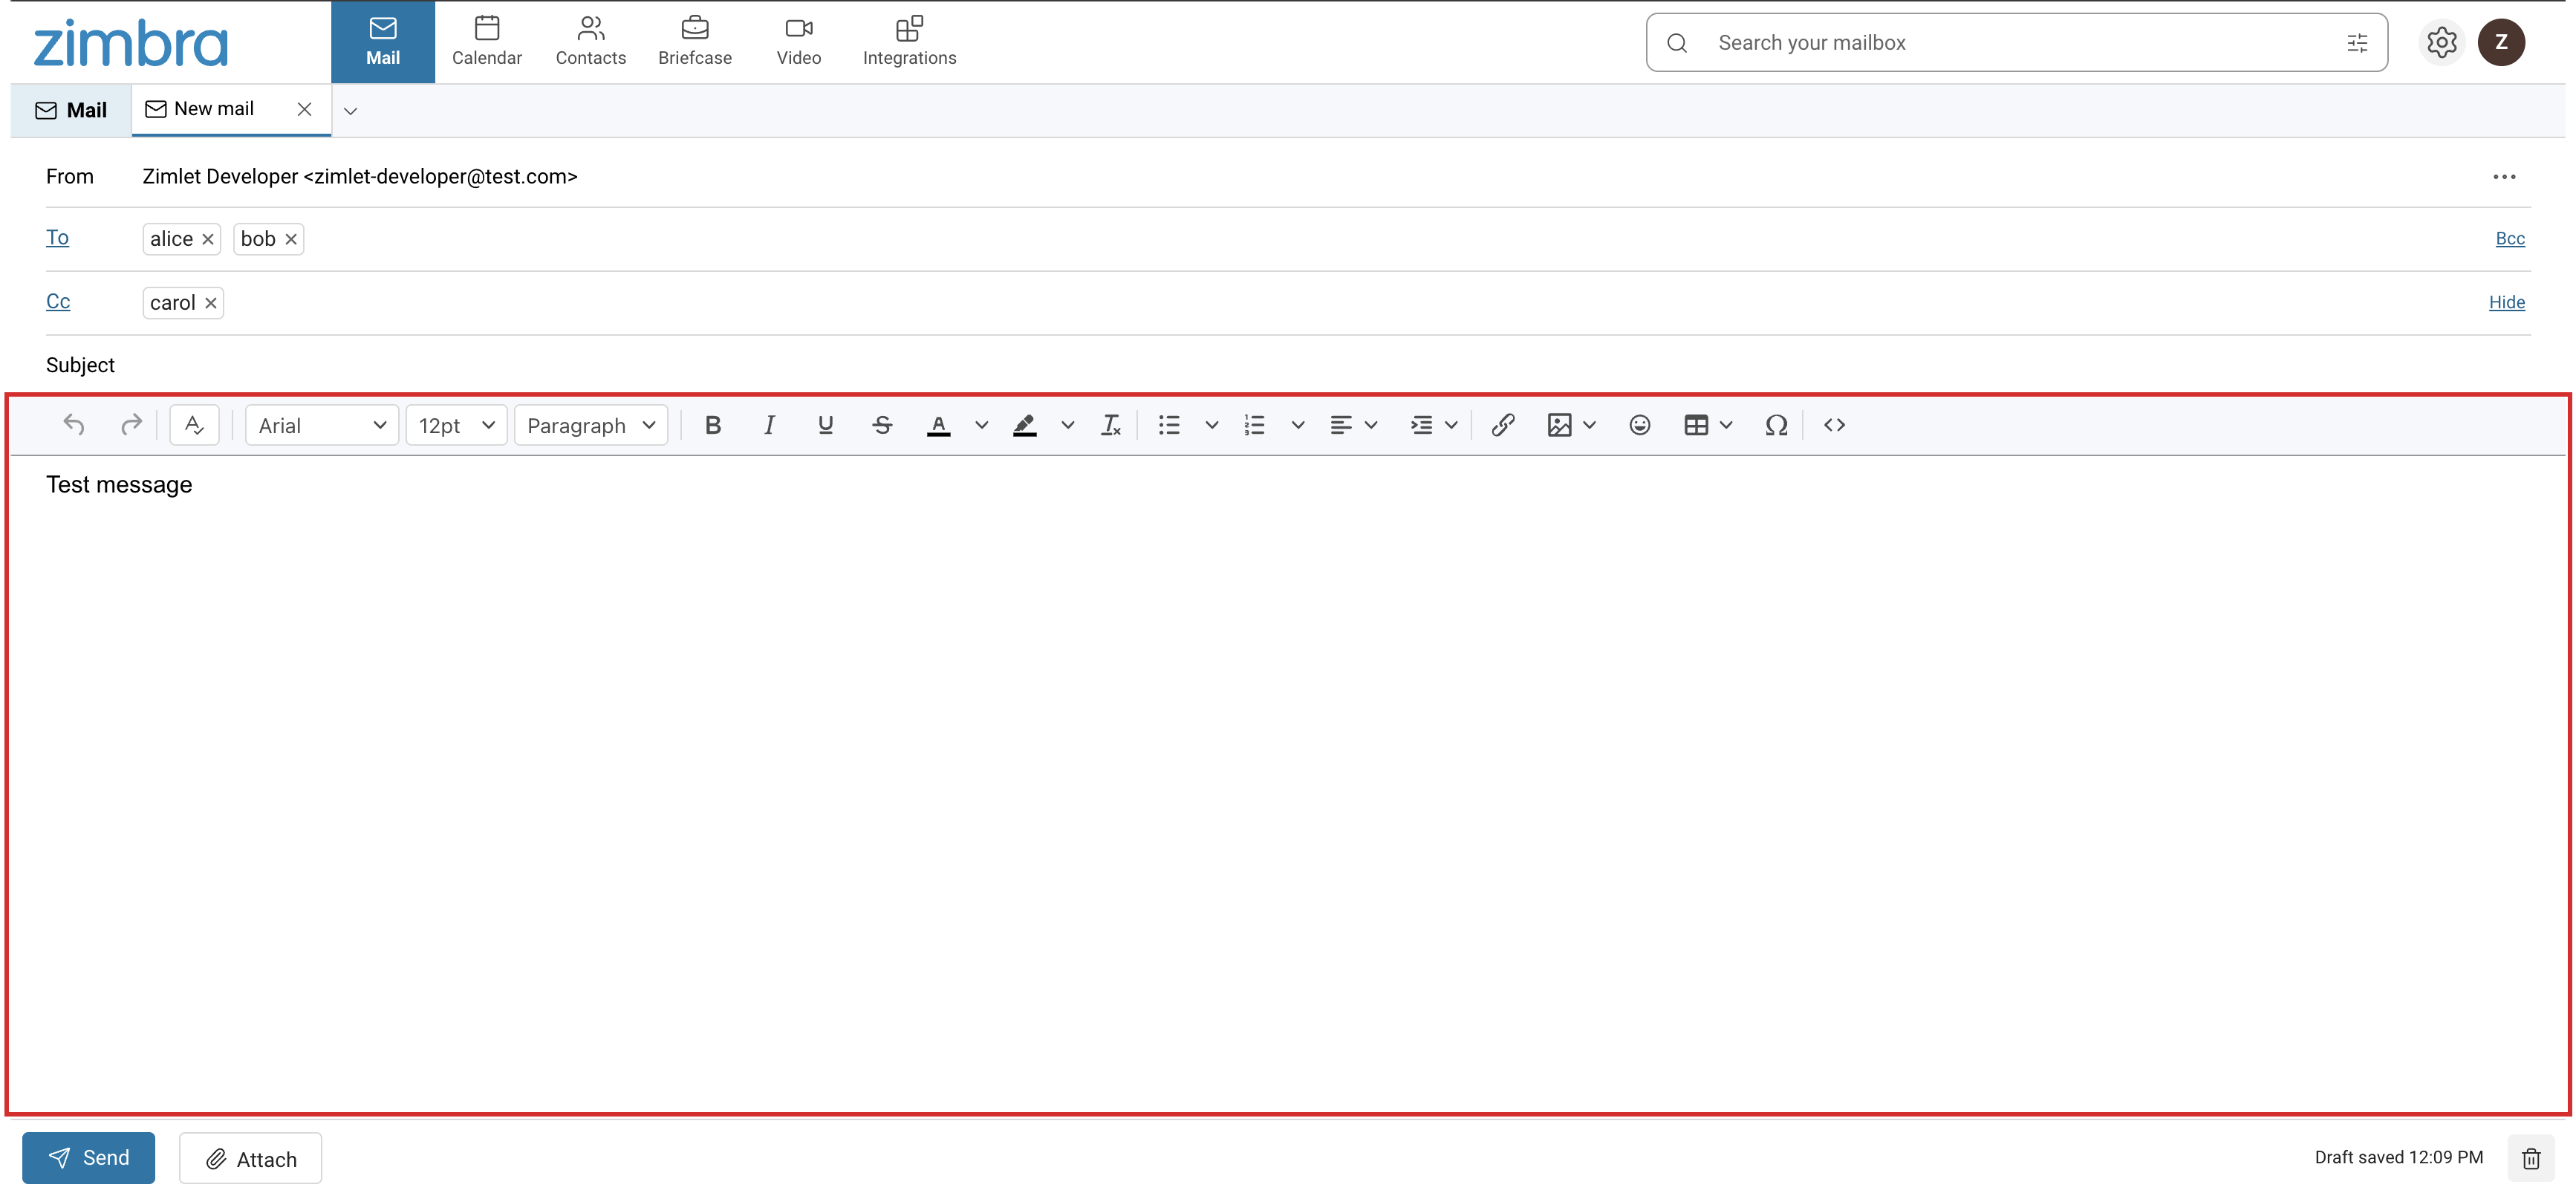 zimbra
Mail Calendar Contacts Briefcase Video Integrations
Search your mailbox
Z
Mail New mail
From Zimlet Developer <zimlet-developer@test.com>
To alice bob Bcc
Cc carol Hide
Subject
Arial 12pt Paragraph B I U S A
Test message
Send Attach Draft saved 12:09 PM